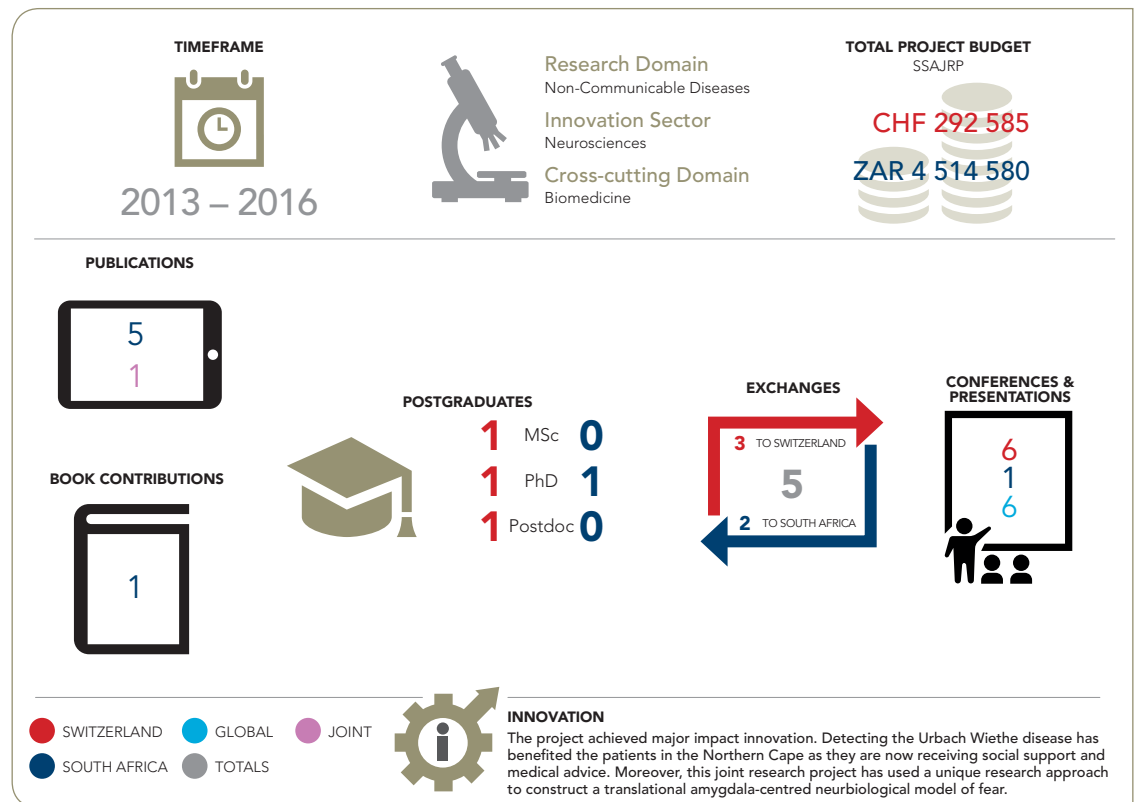 TIMEFRAME
2013 – 2016
Research Domain
Non-Communicable Diseases
Innovation Sector
Neurosciences
Cross-cutting Domain
Biomedicine
TOTAL PROJECT BUDGET
SSAJRP
CHF 292 585
ZAR 4 514 580
PUBLICATIONS
5
1
BOOK CONTRIBUTIONS
1
POSTGRADUATES
1 MSc 0
1 PhD 1
1 Postdoc 0
EXCHANGES
3 TO SWITZERLAND
5
2 TO SOUTH AFRICA
CONFERENCES &
PRESENTATIONS
6
1
6
SWITZERLAND GLOBAL JOINT
SOUTH AFRICA TOTALS
i
INNOVATION
The project achieved major impact innovation. Detecting the Urbach Wiethe disease has
benefited the patients in the Northern Cape as they are now receiving social support and
medical advice. Moreover, this joint research project has used a unique research approach
to construct a translational amygdala-centred neurbiological model of fear.